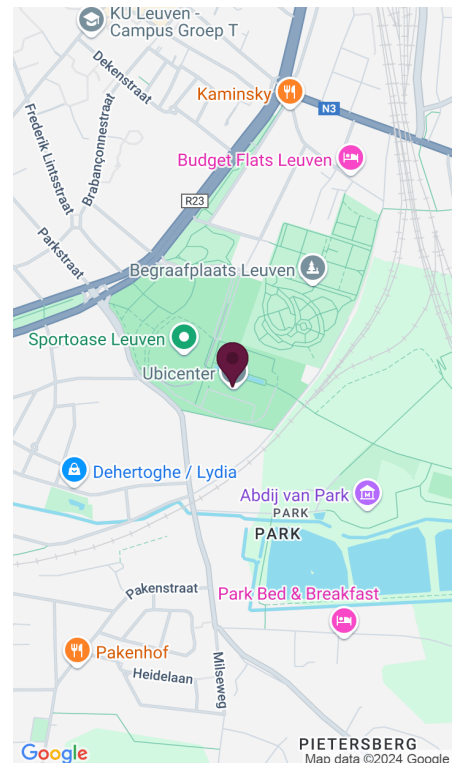 KU Leuven -
Campus Groep T
Dekenstraat
Kaminsky
N3
Frederik Lintsstraat
Brabançonnestraat
Budget Flats Leuven
R23
Parkstraat
Begraafplaats Leuven
Sportoase Leuven
Ubicenter
Dehertoghe / Lydia
Abdij van Park
PARK
PARK
Pakenstraat
Park Bed & Breakfast
Pakenhof
Heidelaan
Milseweg
PIETERSBERG
Google
Map data ©2024 Google